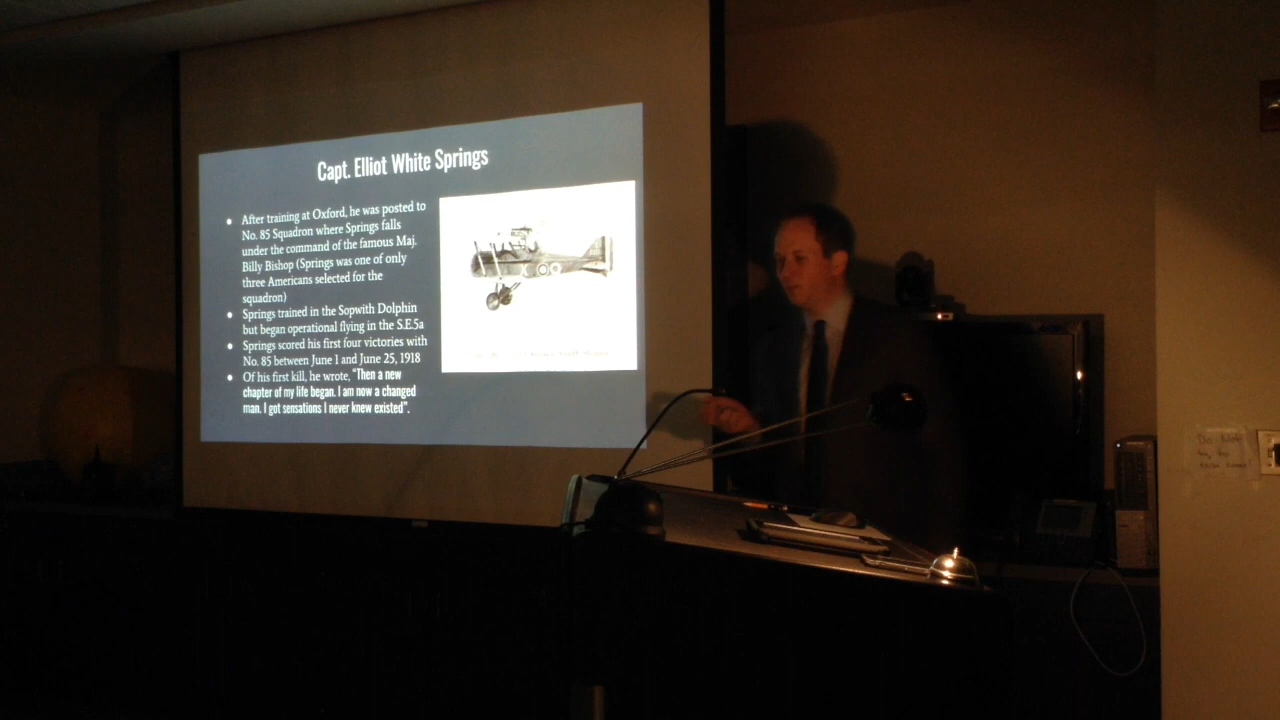 Capt. Elliot White Springs
• After training at Oxford, he was posted to
No. 85 Squadron where Springs falls
under the command of the famous Maj.
Billy Bishop (Springs was one of only
three Americans selected for the
squadron)
• Springs trained in the Sopwith Dolphin
but began operational flying in the S.E.5a
• Springs scored his first four victories with
No. 85 between June 1 and June 25, 1918
• Of his first kill, he wrote, “Then a new
chapter of my life began. I am now a changed
man. I got sensations I never knew existed”.
Do Not